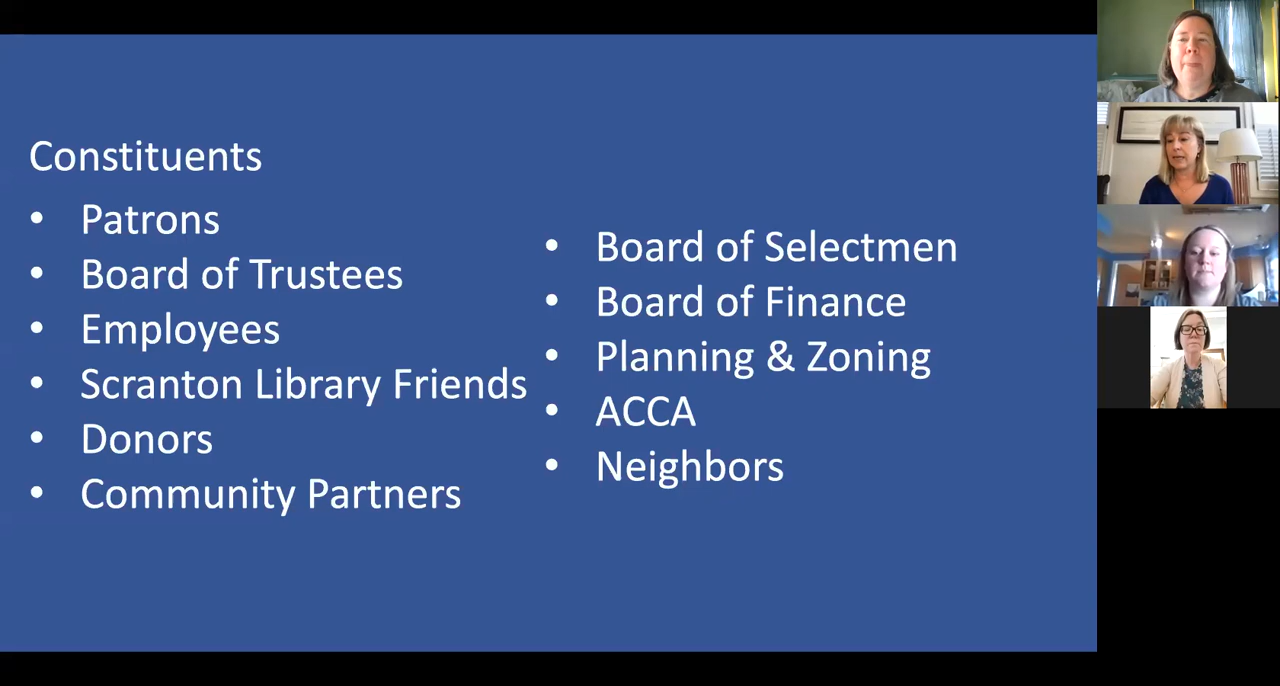 Constituents
• Patrons
• Board of Trustees
• Employees
• Scranton Library Friends
• Donors
• Community Partners
• Board of Selectmen
• Board of Finance
• Planning & Zoning
• ACCA
• Neighbors